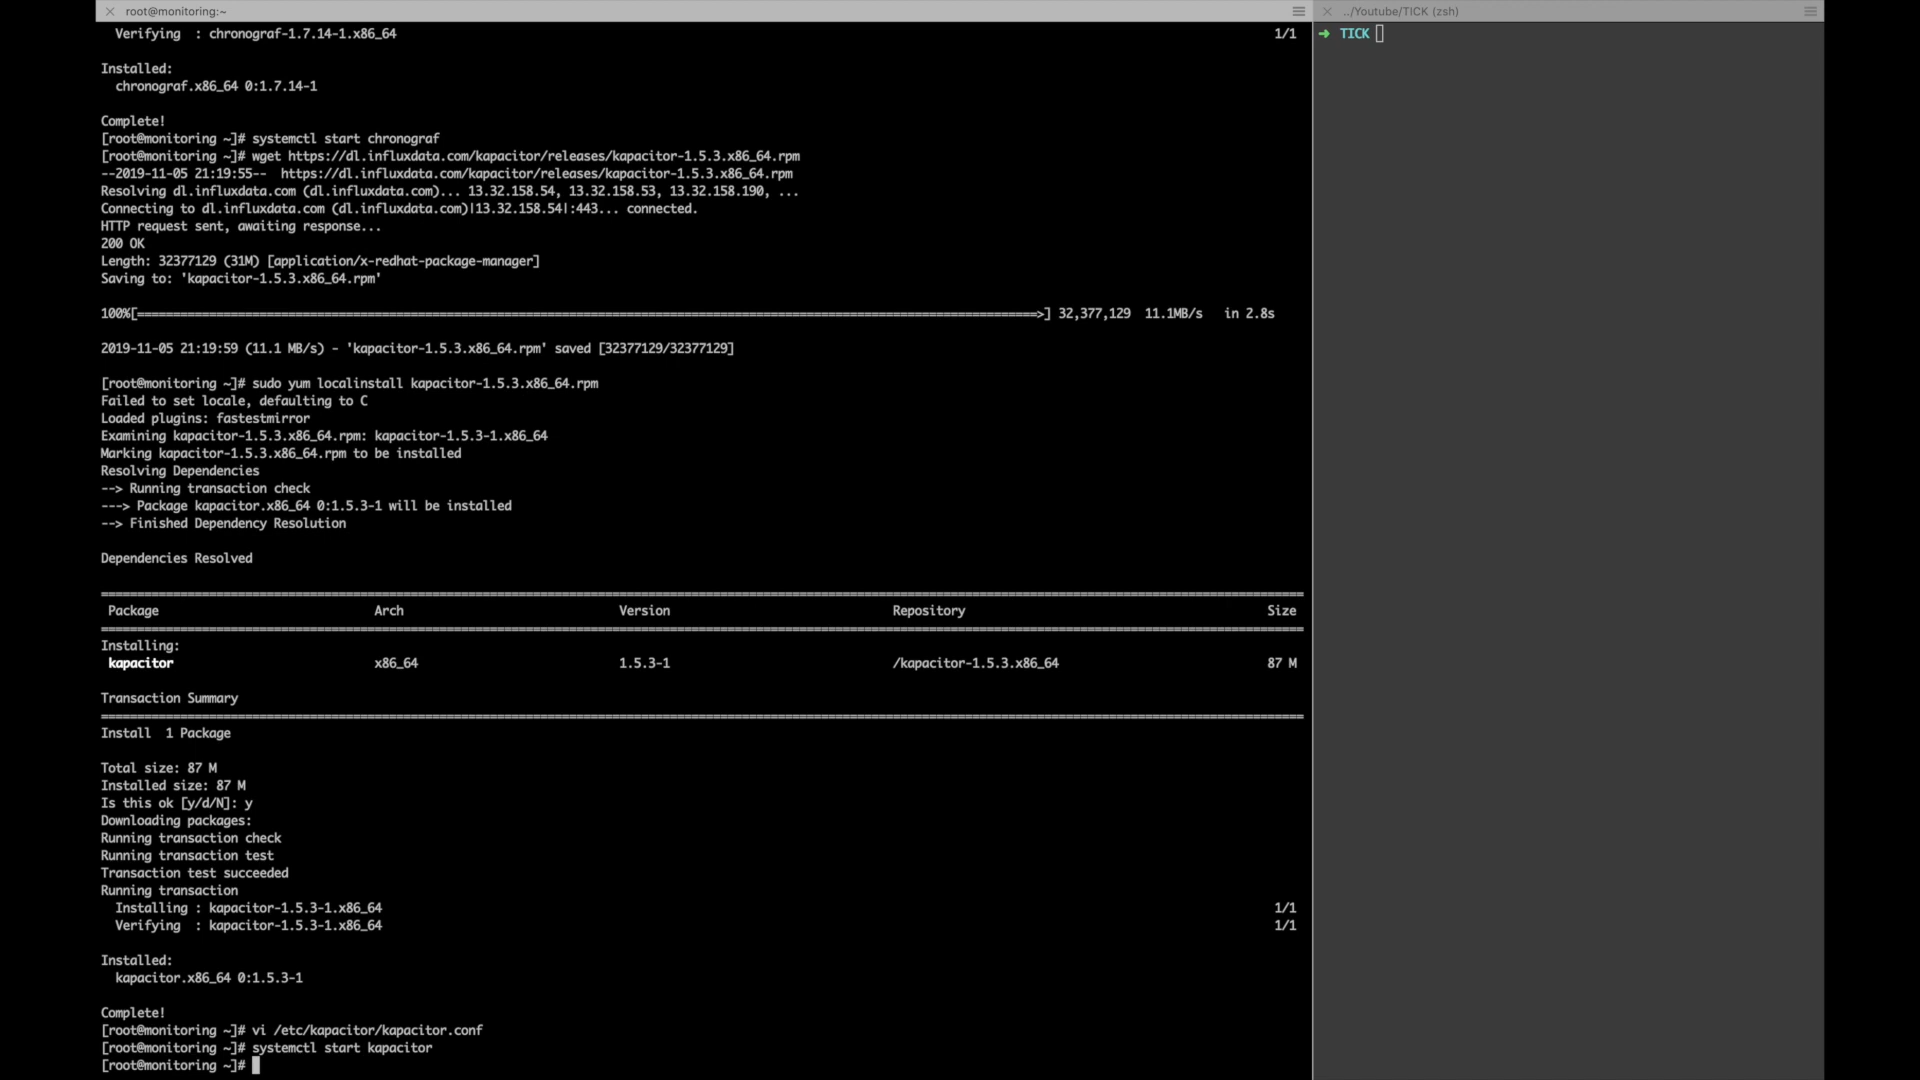 root@monitoring:~
  Verifying  : chronograf-1.7.14-1.x86_64 1/1
Installed:
  chronograf.x86_64 0:1.7.14-1
Complete!
[root@monitoring ~]# systemctl start chronograf
[root@monitoring ~]# wget https://dl.influxdata.com/kapacitor/releases/kapacitor-1.5.3.x86_64.rpm
--2019-11-05 21:19:55--  https://dl.influxdata.com/kapacitor/releases/kapacitor-1.5.3.x86_64.rpm
Resolving dl.influxdata.com (dl.influxdata.com)... 13.32.158.54, 13.32.158.53, 13.32.158.190, ...
Connecting to dl.influxdata.com (dl.influxdata.com)|13.32.158.54|:443... connected.
HTTP request sent, awaiting response...
200 OK
Length: 32377129 (31M) [application/x-redhat-package-manager]
Saving to: 'kapacitor-1.5.3.x86_64.rpm'
100%[=============================================================================>] 32,377,129  11.1MB/s   in 2.8s
2019-11-05 21:19:59 (11.1 MB/s) - 'kapacitor-1.5.3.x86_64.rpm' saved [32377129/32377129]
[root@monitoring ~]# sudo yum localinstall kapacitor-1.5.3.x86_64.rpm
Failed to set locale, defaulting to C
Loaded plugins: fastestmirror
Examining kapacitor-1.5.3.x86_64.rpm: kapacitor-1.5.3-1.x86_64
Marking kapacitor-1.5.3.x86_64.rpm to be installed
Resolving Dependencies
--> Running transaction check
---> Package kapacitor.x86_64 0:1.5.3-1 will be installed
--> Finished Dependency Resolution
Dependencies Resolved
Package Arch Version Repository Size
Installing:
kapacitor x86_64 1.5.3-1 /kapacitor-1.5.3.x86_64 87 M
Transaction Summary
Install  1 Package
Total size: 87 M
Installed size: 87 M
Is this ok [y/d/N]: y
Downloading packages:
Running transaction check
Running transaction test
Transaction test succeeded
Running transaction
  Installing : kapacitor-1.5.3-1.x86_64 1/1
  Verifying  : kapacitor-1.5.3-1.x86_64 1/1
Installed:
  kapacitor.x86_64 0:1.5.3-1
Complete!
[root@monitoring ~]# vi /etc/kapacitor/kapacitor.conf
[root@monitoring ~]# systemctl start kapacitor
[root@monitoring ~]#
../Youtube/TICK (zsh)
→ TICK